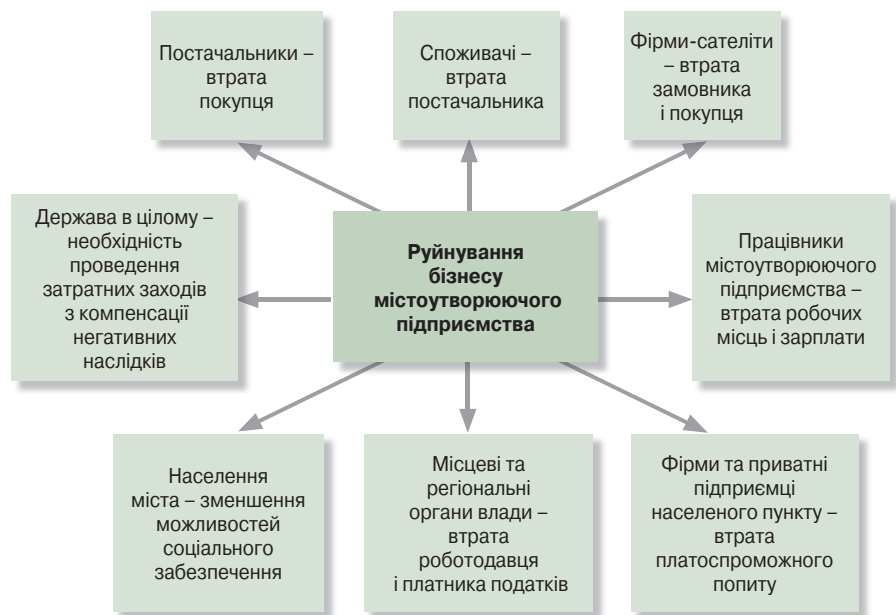 Постачальники –
втрата
покупця
Споживачі –
втрата
постачальника
Фірми-сателіти
– втрата
замовника
і покупця
Держава в цілому –
необхідність
проведення
затратних заходів
з компенсації
негативних
наслідків
Руйнування
бізнесу
містоутворюючого
підприємства
Працівники
містоутворюючого
підприємства –
втрата робочих
місць і зарплати
Населення
міста – зменшення
можливостей
соціального
забезпечення
Місцеві та
регіональні
органи влади –
втрата
роботодавця
і платника податків
Фірми та приватні
підприємці
населеного пункту –
втрата
платоспроможного
попиту